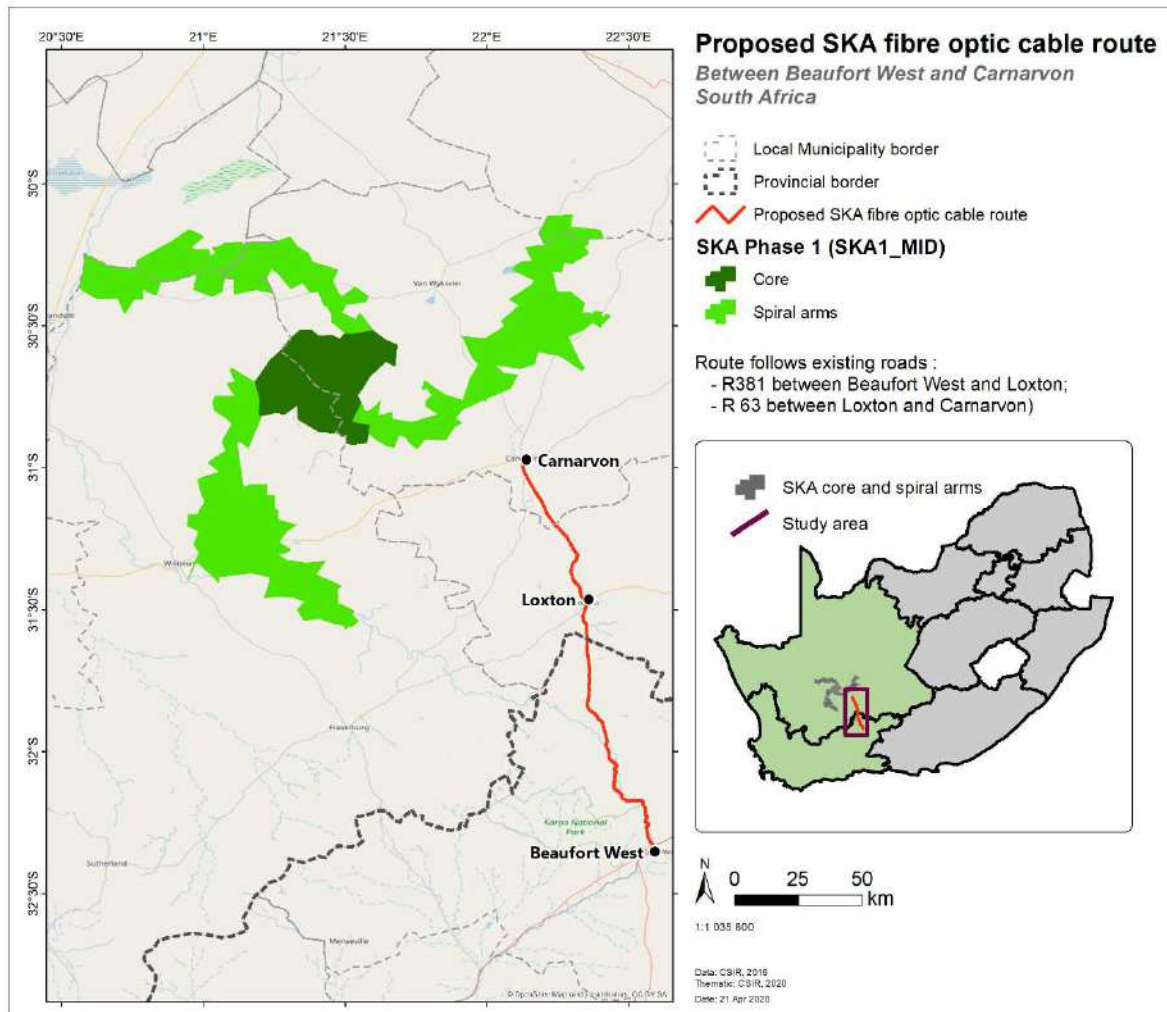 20°30'E 21°E 21°30'E 22°E 22°30'E
30°S
30°30'S
31°S
31°30'S
32°S
32°30'S
Van Wyksvlei
Carnarvon
Loxton
Williston
Fraserburg
Karoo National
Park
Beaufort West
Sutherland
Merweville
Proposed SKA fibre optic cable route
Between Beaufort West and Carnarvon
South Africa
Local Municipality border
Provincial border
Proposed SKA fibre optic cable route
SKA Phase 1 (SKA1_MID)
Core
Spiral arms
Route follows existing roads :
- R381 between Beaufort West and Loxton;
- R 63 between Loxton and Carnarvon)
SKA core and spiral arms
Study area
N
0 25 50
km
1:1 035 800
Data: CSIR, 2016
Thematic: CSIR, 2020
Date: 21 Apr 2020